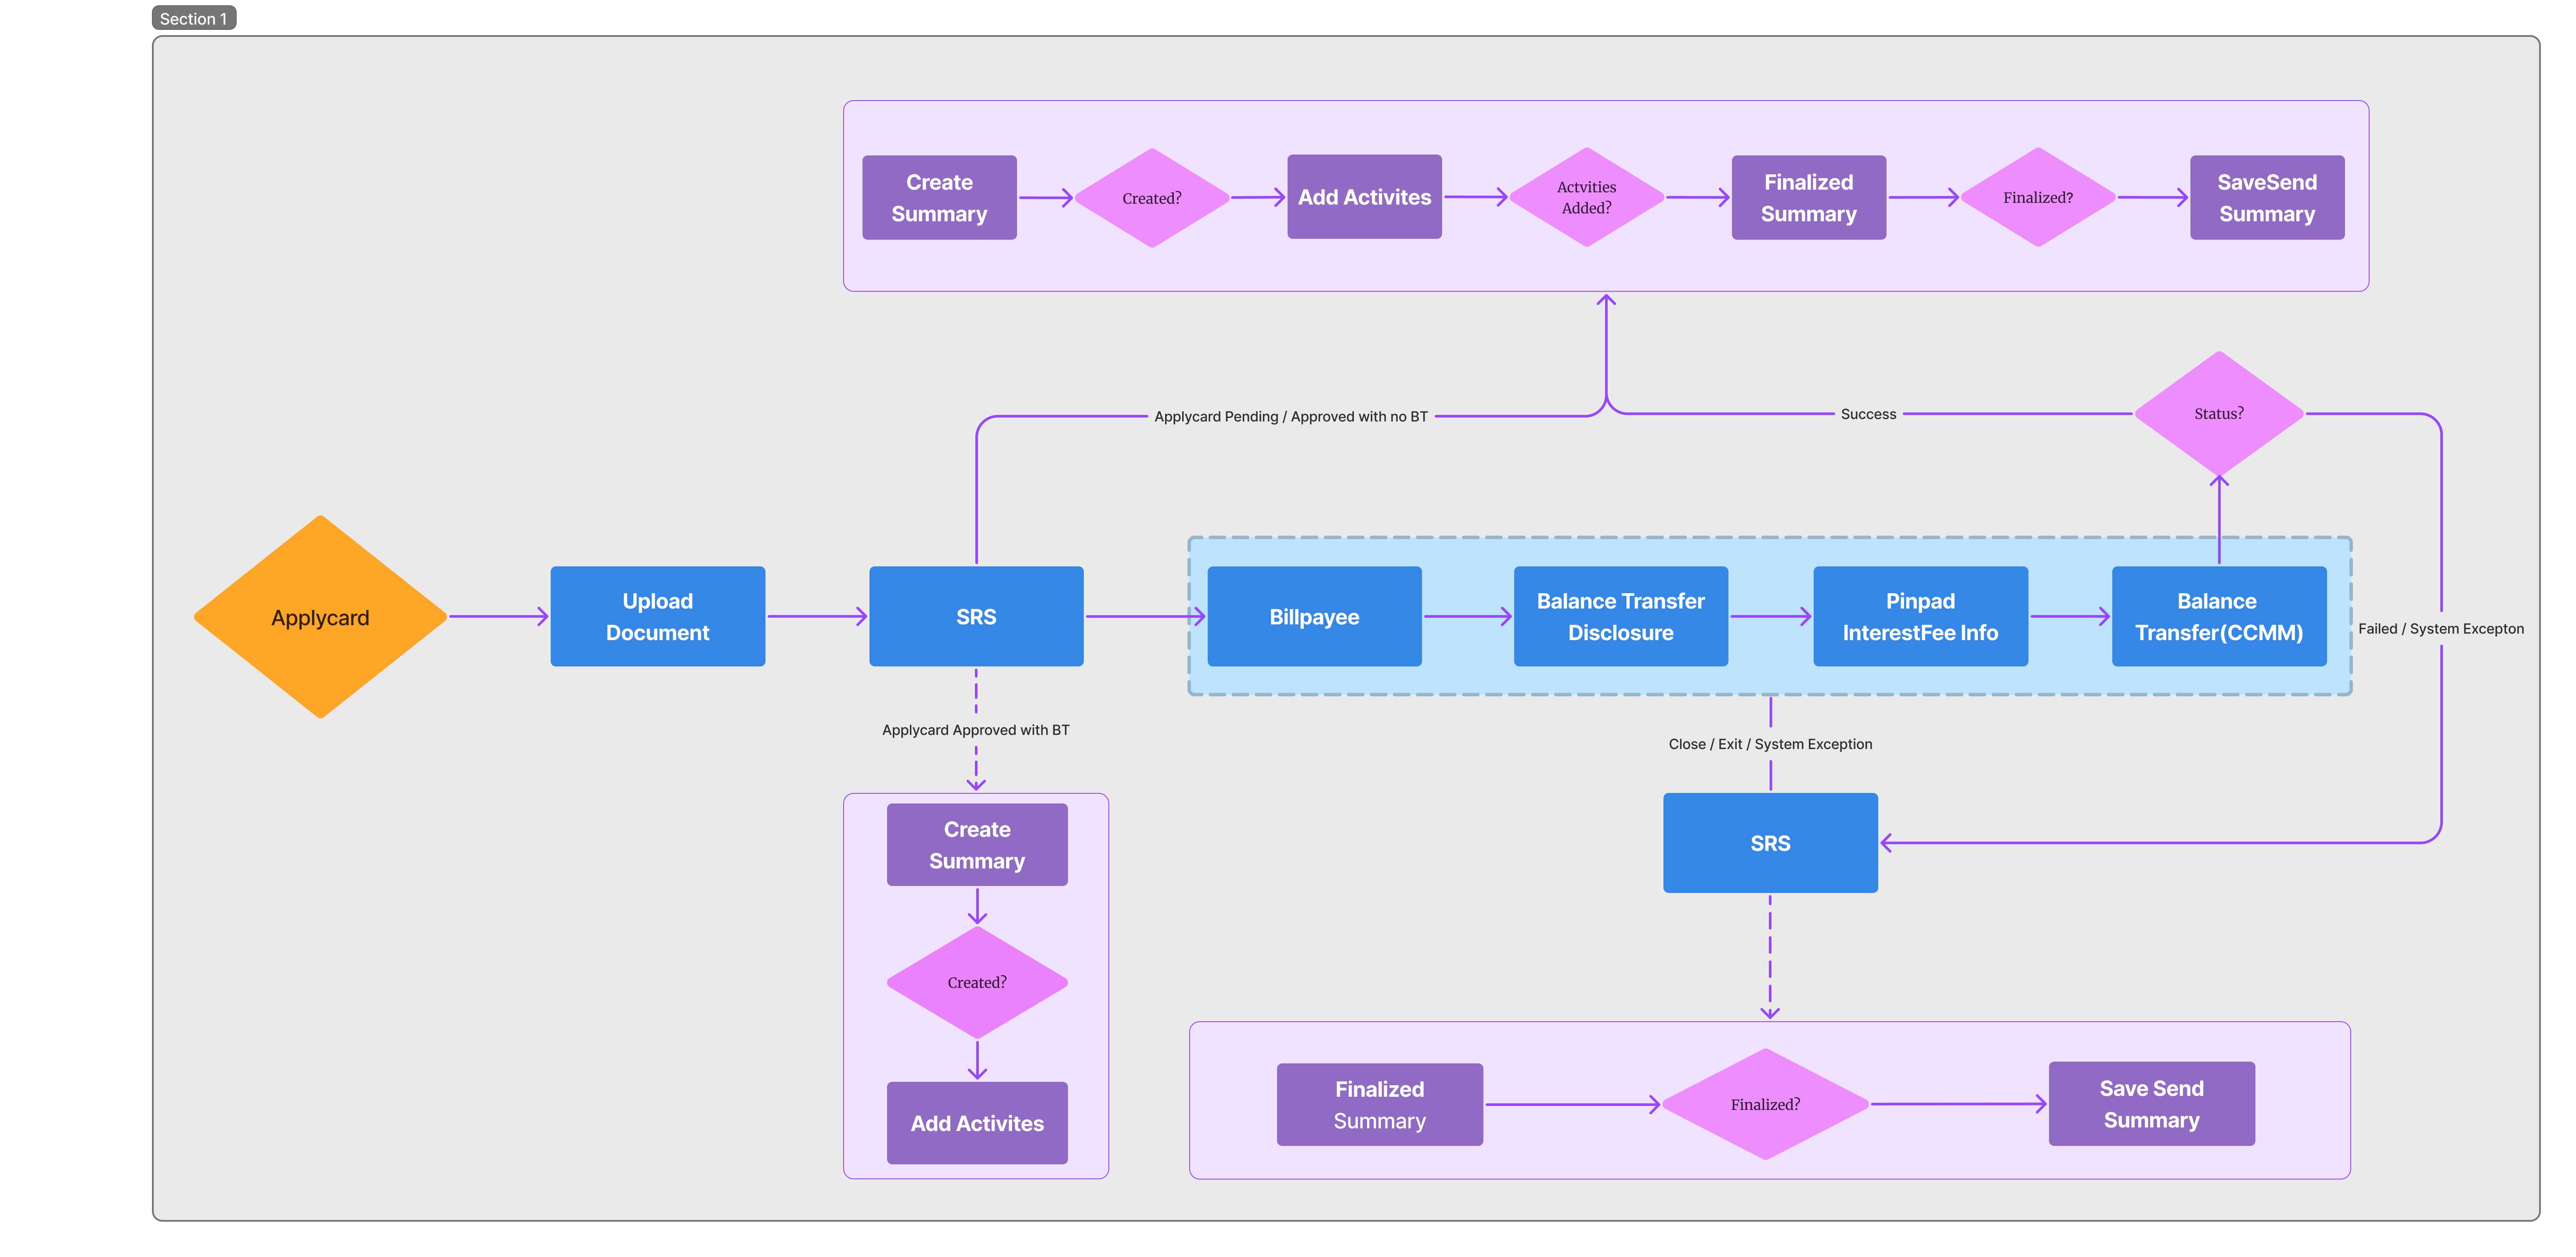 Section 1
Create
Summary
Created?
Add Activites
Actvities
Added?
Finalized
Summary
Finalized?
SaveSend
Summary
Applycard Pending / Approved with no BT
Success
Status?
Applycard
Upload
Document
SRS
Billpayee
Balance Transfer
Disclosure
Pinpad
InterestFee Info
Balance
Transfer(CCMM)
Failed / System Excepton
Applycard Approved with BT
Close / Exit / System Exception
Create
Summary
SRS
Created?
Add Activites
Finalized
Summary
Finalized?
Save Send
Summary